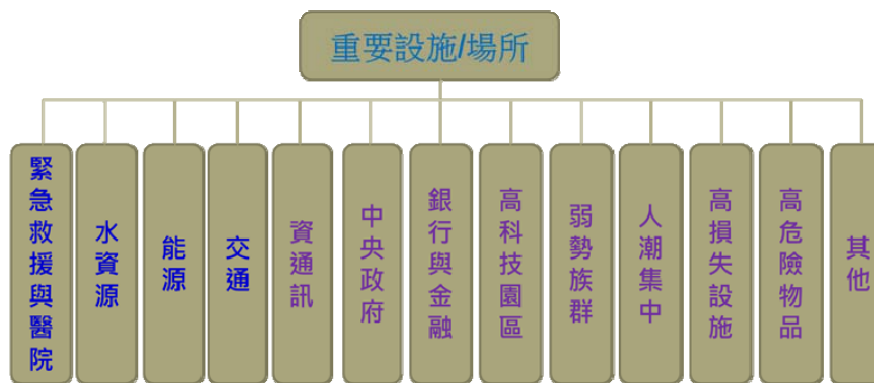 重要設施/場所
緊急救援與醫院
水資源
能源
交通
資通訊
中央政府
銀行與金融
高科技園區
弱勢族群
人潮集中
高損失設施
高危險物品
其他